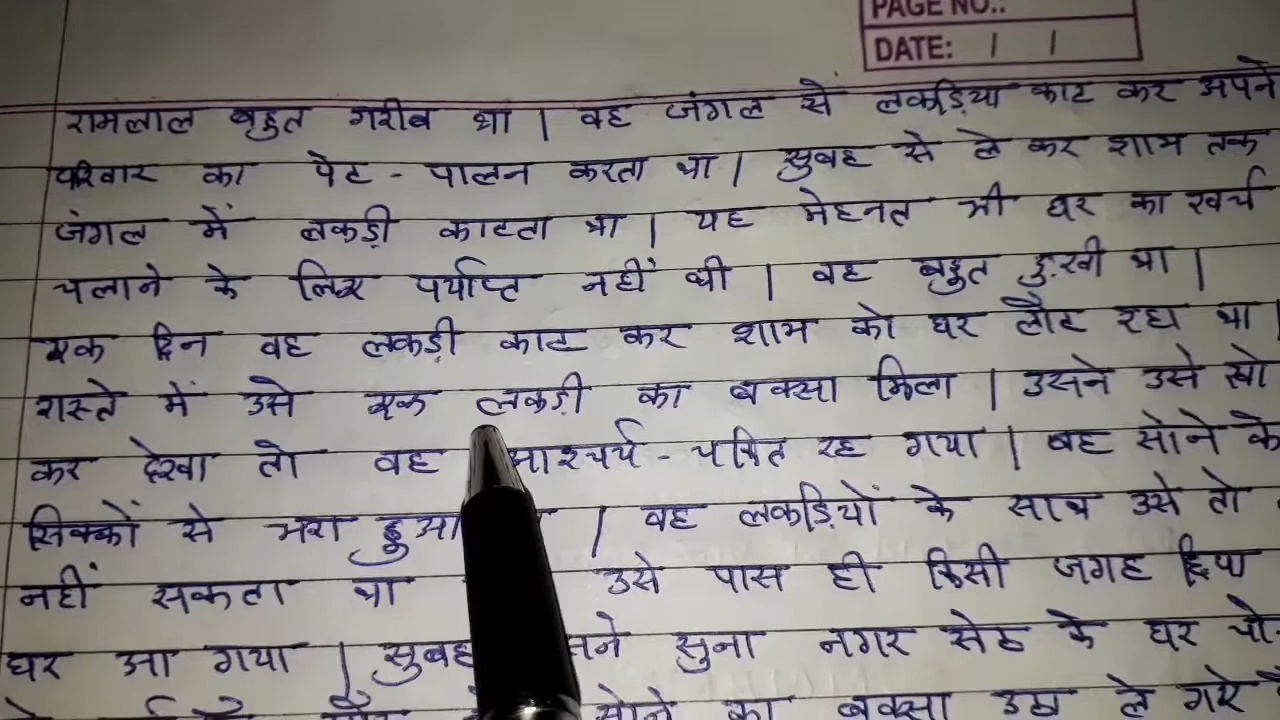 PAGE NO.:
DATE: / /
रामलाल बहुत गरीब था । वह जंगल से लकड़िया काट कर अपने
परिवार का पेट - पालन करता था । सुबह से ले कर शाम तक
जंगल में लकड़ी काटता था । यह मेहनत भी घर का खर्च
चलाने के लिए पर्याप्त नहीं थी । वह बहुत दुःखी था ।
एक दिन वह लकड़ी काट कर शाम को घर लौट रहा था ।
रास्ते में उसे एक लकड़ी का बक्सा मिला । उसने उसे खो
कर देखा तो वह आश्चर्य - चकित रह गया । वह सोने के
सिक्कों से भरा हुआ । वह लकड़ियों के साथ उसे तो
नहीं सकता था उसे पास ही किसी जगह छिपा
घर आ गया । सुबह सुना नगर सेठ के घर चो
सोने का बक्सा उठा ले गये